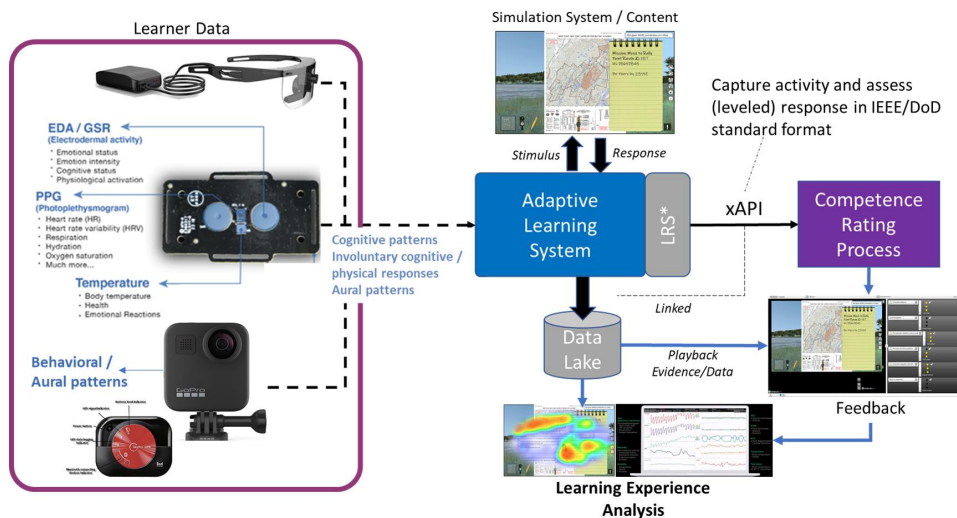 Learner Data
EDA / GSR
(Electrodermal activity)
* Emotional status
* Emotion intensity
* Cognitive status
* Physiological activation
PPG
(Photoplethysmogram)
* Heart rate (HR)
* Heart rate variability (HRV)
* Respiration
* Hydration
* Oxygen saturation
* Much more...
Temperature
* Body temperature
* Health
* Emotional Reactions
Behavioral /
Aural patterns
GoPro
Cognitive patterns
Involuntary cognitive /
physical responses
Aural patterns
Simulation System / Content
Stimulus
Response
Adaptive
Learning
System
LRS*
Capture activity and assess
(leveled) response in IEEE/DoD
standard format
xAPI
Competence
Rating
Process
Linked
Data
Lake
Playback
Evidence/Data
Feedback
Learning Experience
Analysis